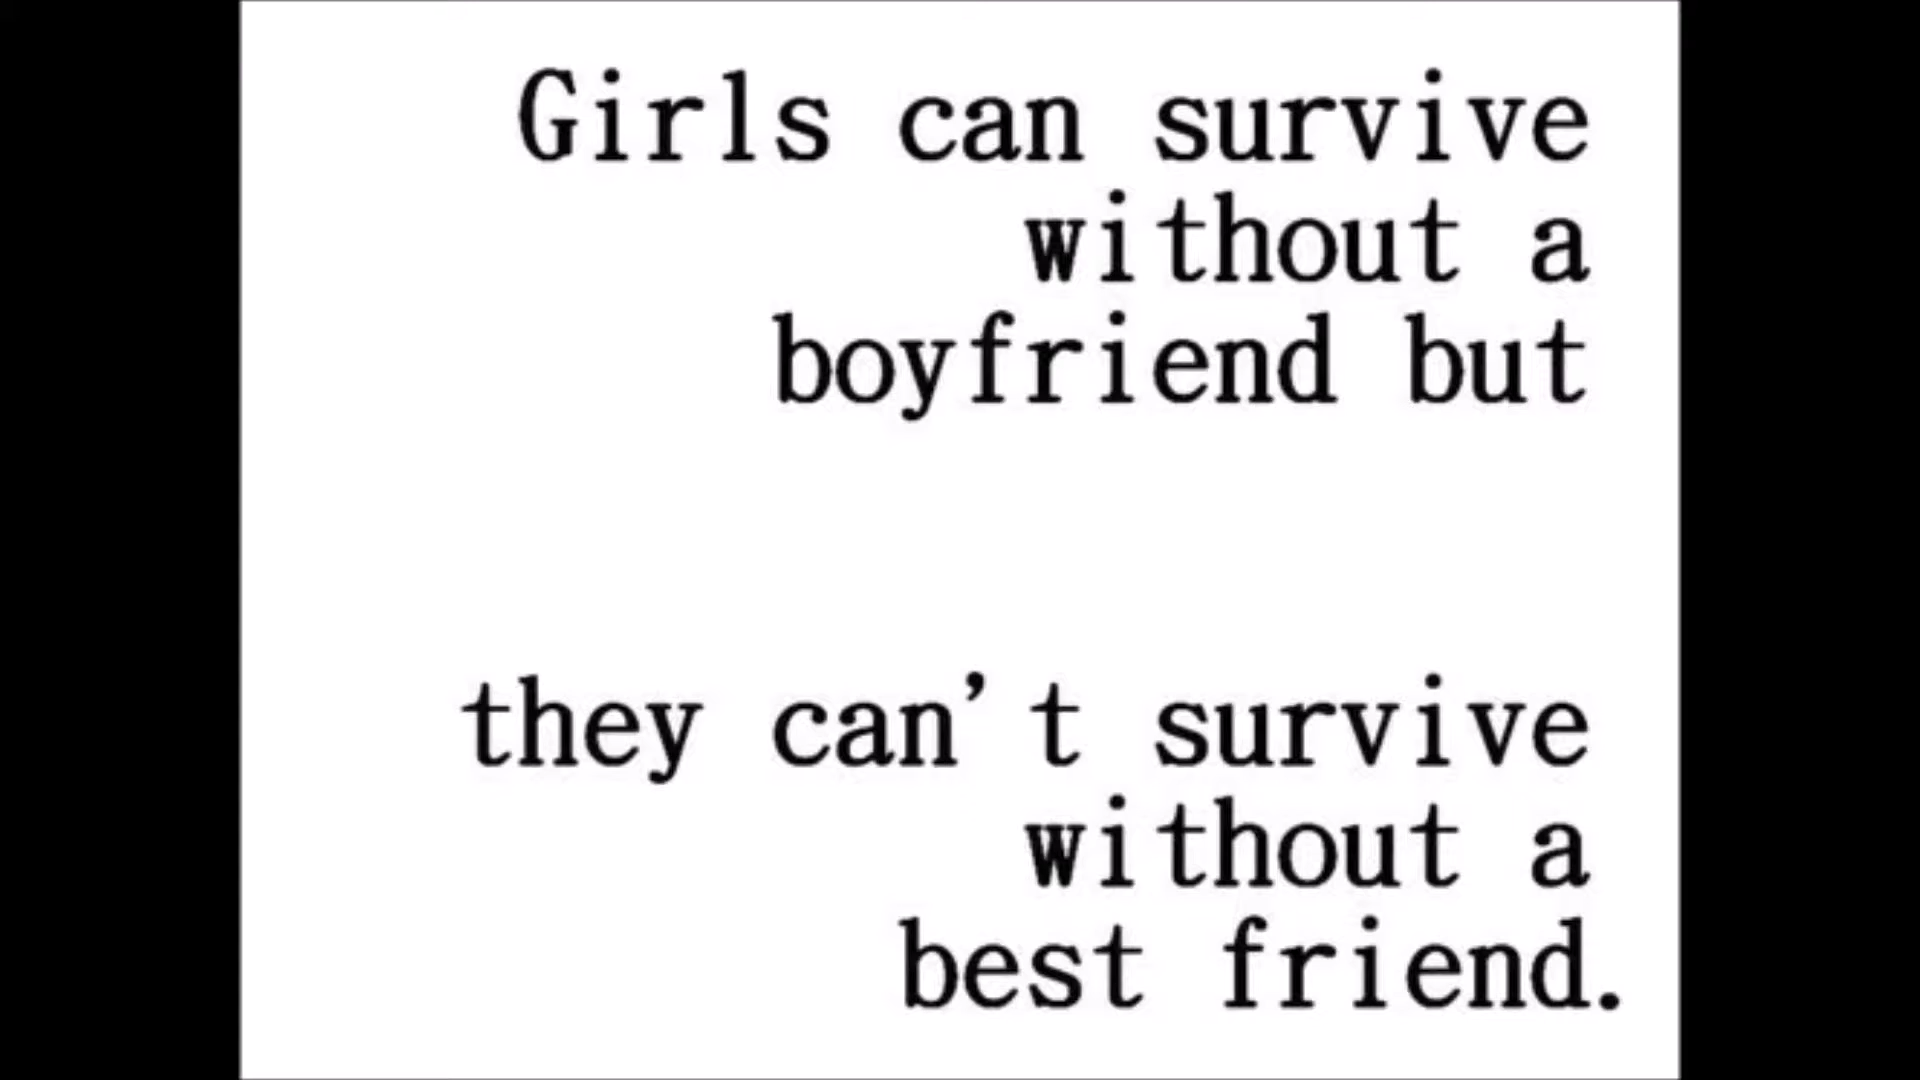 Girls can survive
without a
boyfriend but
they can't survive
without a
best friend.